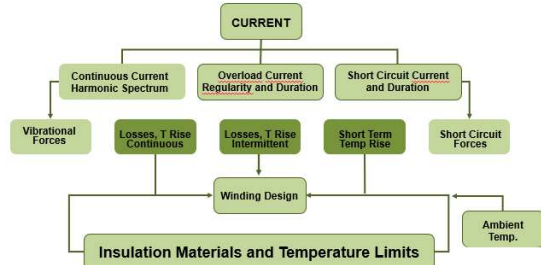 CURRENT
Continuous Current
Harmonic Spectrum
Overload Current
Regularity and Duration
Short Circuit Current
and Duration
Vibrational
Forces
Losses, T Rise
Continuous
Losses, T Rise
Intermittent
Short Term
Temp Rise
Short Circuit
Forces
Winding Design
Ambient
Temp.
Insulation Materials and Temperature Limits